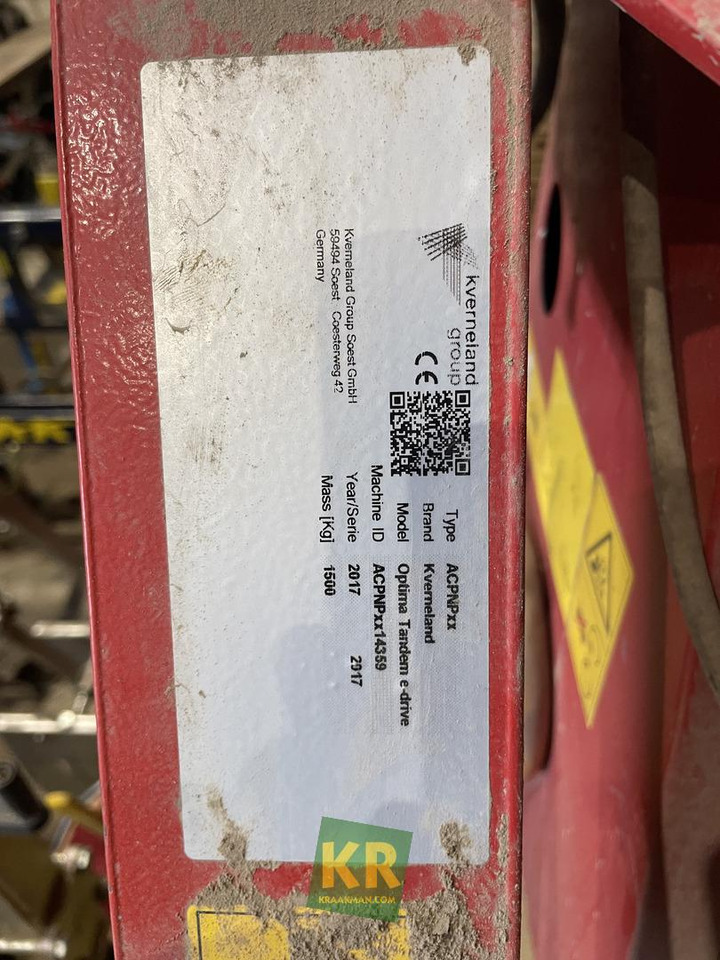 kverneland
group
CE
Kverneland Group Soest GmbH
59494 Soest Coesterweg 42
Germany
Type ACPNPxx
Brand Kverneland
Model Optima Tandem e-drive
Machine ID ACPNPxx14359
Year/Serie 2017 2017
Mass [Kg] 1500
KR
KRAAKMAN.COM